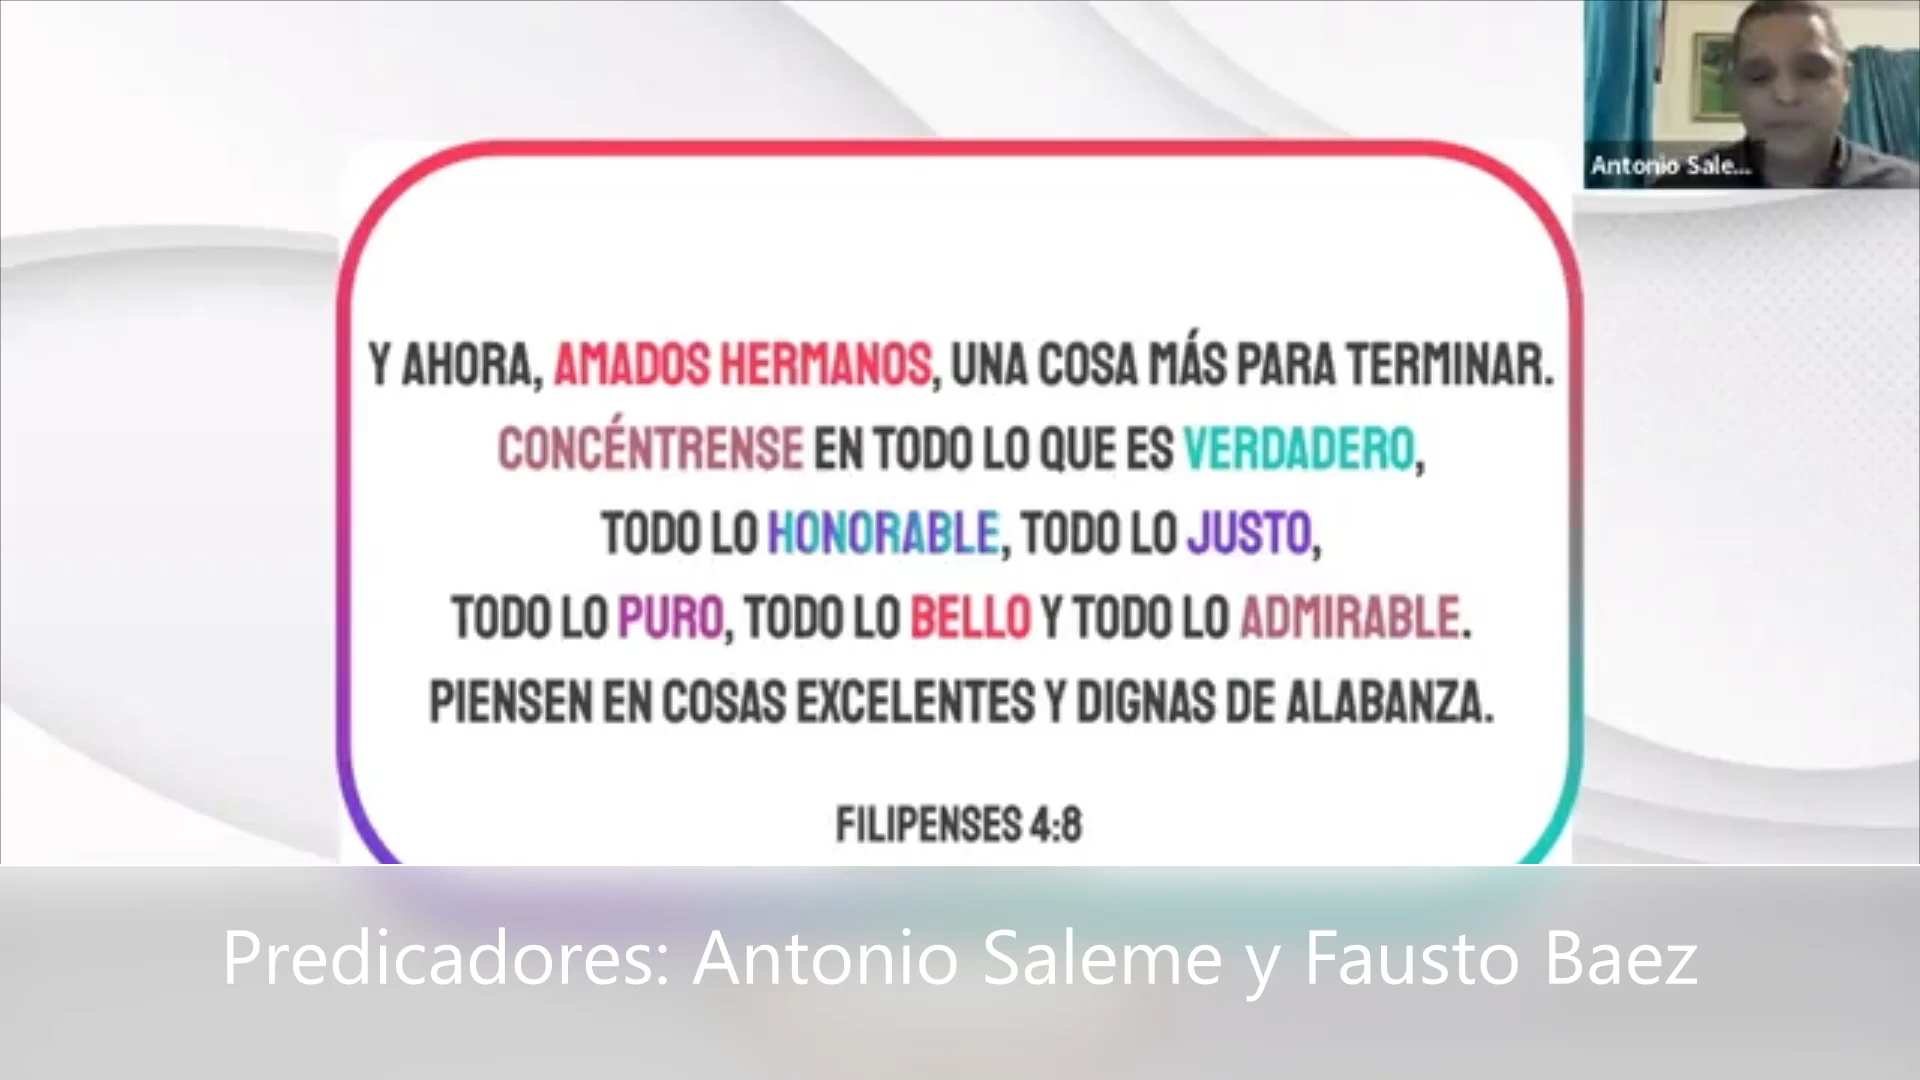 Antonio Sale...
Y AHORA, AMADOS HERMANOS, UNA COSA MÁS PARA TERMINAR.
CONCÉNTRENSE EN TODO LO QUE ES VERDADERO,
TODO LO HONORABLE, TODO LO JUSTO,
TODO LO PURO, TODO LO BELLO Y TODO LO ADMIRABLE.
PIENSEN EN COSAS EXCELENTES Y DIGNAS DE ALABANZA.
FILIPENSES 4:8
Predicadores: Antonio Saleme y Fausto Baez